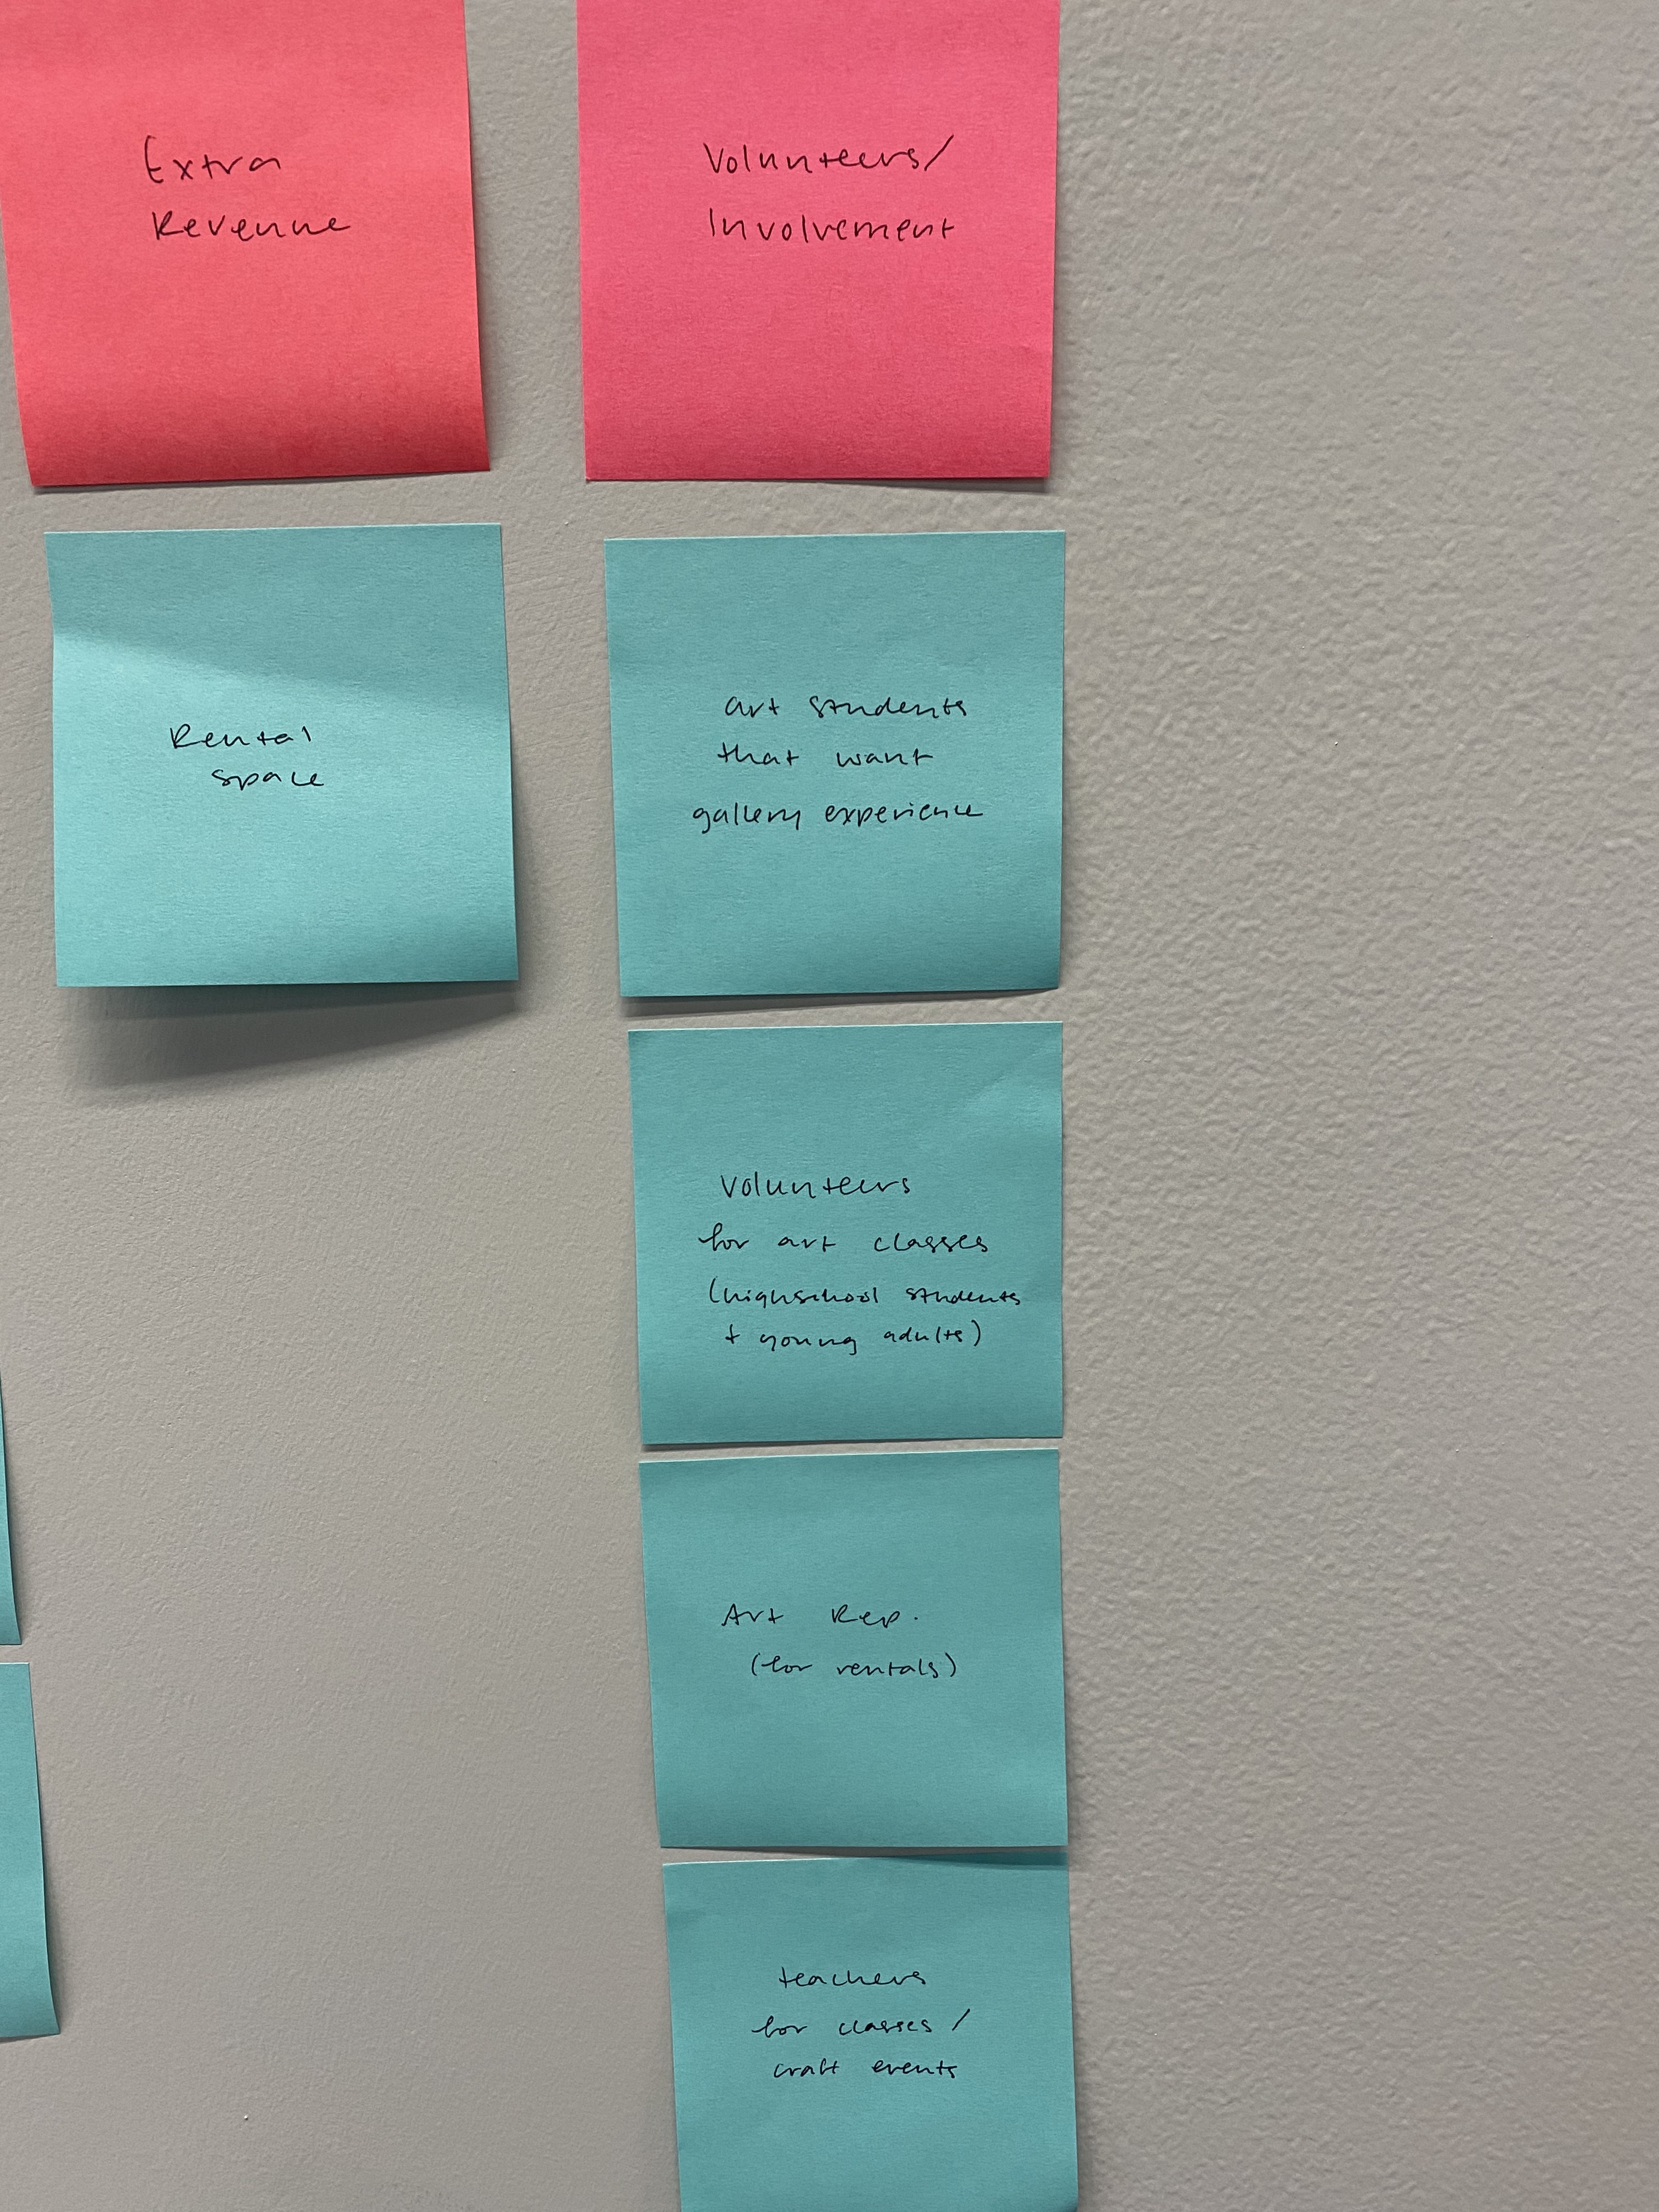 Extra
Revenue
Volunteers/
Involvement
Rental
space
art students
that want
gallery experience
Volunteers
for art classes
(highschool students
+ young adults)
Art Rep.
(for rentals)
teachers
for classes/
craft events